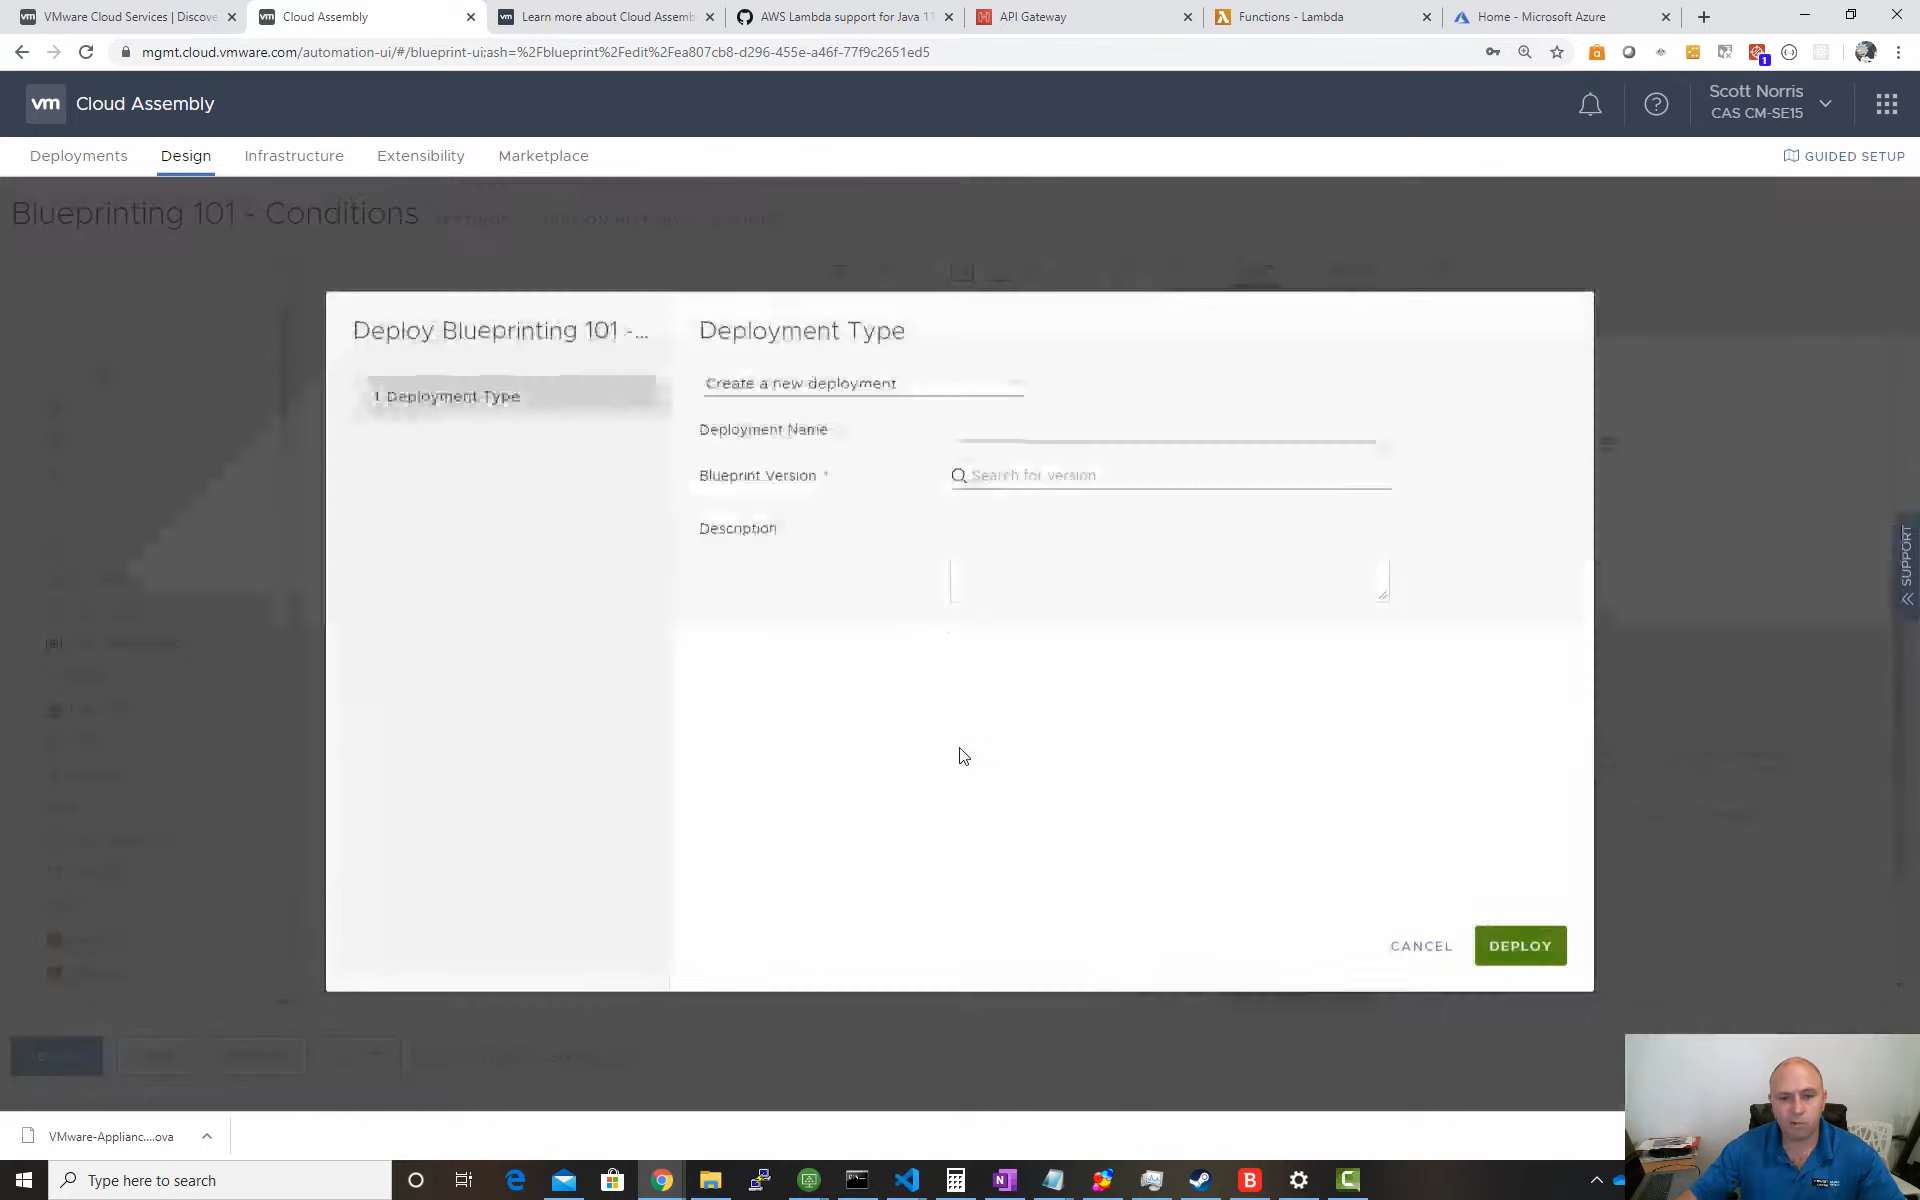 VMware Cloud Services | Discov
Cloud Assembly
Learn more about Cloud Assemb
AWS Lambda support for Java 11
API Gateway
Functions - Lambda
Home - Microsoft Azure
mgmt.cloud.vmware.com/automation-ui/#/blueprint-ui;ash=%2Fblueprint%2Fedit%2Fea807cb8-d296-455e-a46f-77f9c2651ed5
1
vm Cloud Assembly
Scott Norris
CAS CM-SE15
Deployments
Design
Infrastructure
Extensibility
Marketplace
GUIDED SETUP
Blueprinting 101 - Conditions
Deploy Blueprinting 101 -...
Deployment Type
1 Deployment Type
Create a new deployment
Deployment Name
Blueprint Version *
Search for version
Description
SUPPORT
CANCEL
DEPLOY
VMware-Applianc....ova
Type here to search